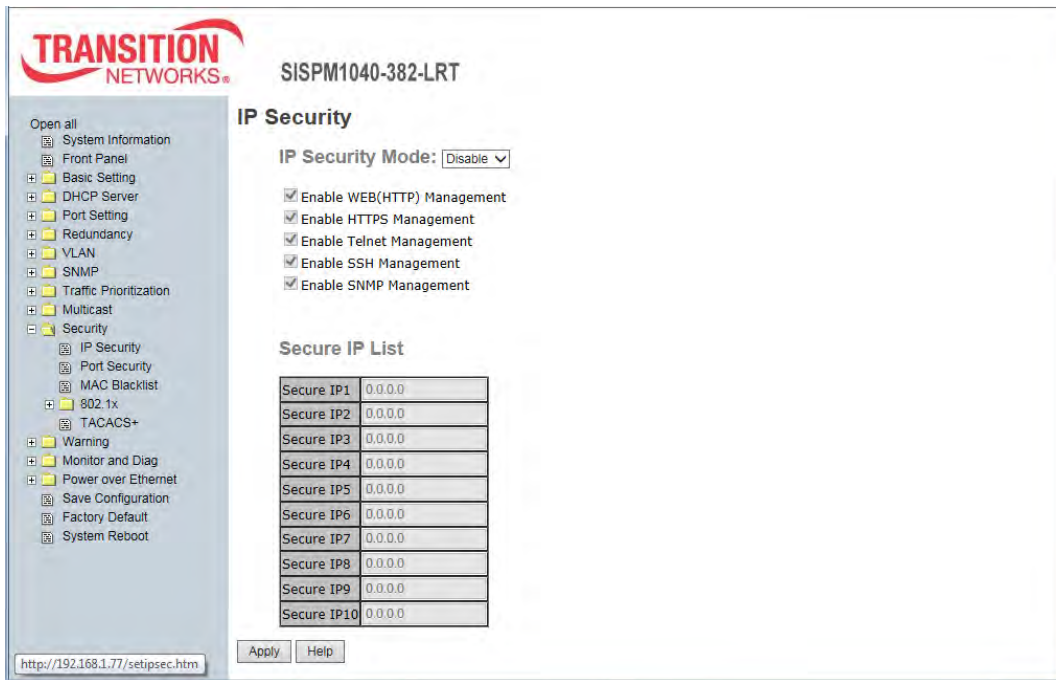 TRANSITION
NETWORKS®
SISPM1040-382-LRT
Open all
System Information
Front Panel
Basic Setting
DHCP Server
Port Setting
Redundancy
VLAN
SNMP
Traffic Prioritization
Multicast
Security
IP Security
Port Security
MAC Blacklist
802.1x
TACACS+
Warning
Monitor and Diag
Power over Ethernet
Save Configuration
Factory Default
System Reboot
http://192.168.1.77/setipsec.htm
IP Security
IP Security Mode: Disable
Enable WEB(HTTP) Management
Enable HTTPS Management
Enable Telnet Management
Enable SSH Management
Enable SNMP Management
Secure IP List
Secure IP1 0.0.0.0
Secure IP2 0.0.0.0
Secure IP3 0.0.0.0
Secure IP4 0.0.0.0
Secure IP5 0.0.0.0
Secure IP6 0.0.0.0
Secure IP7 0.0.0.0
Secure IP8 0.0.0.0
Secure IP9 0.0.0.0
Secure IP10 0.0.0.0
Apply Help